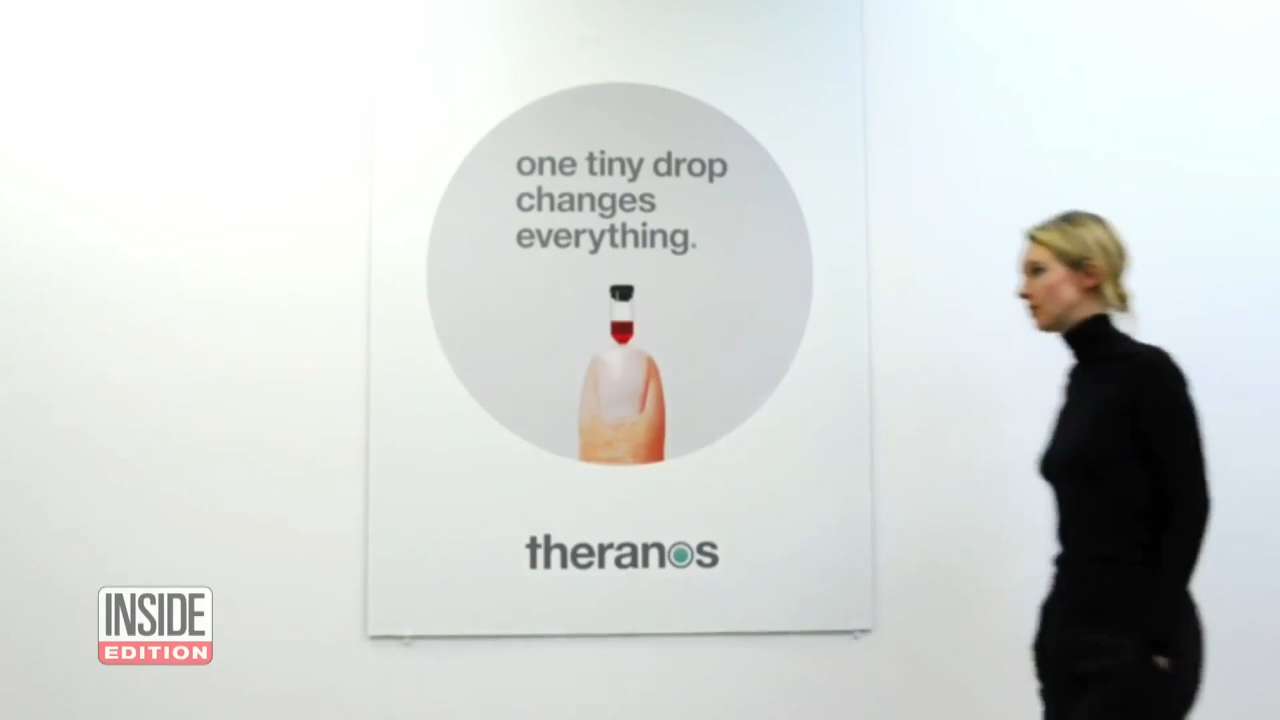 one tiny drop
changes
everything.
theranos
INSIDE
EDITION